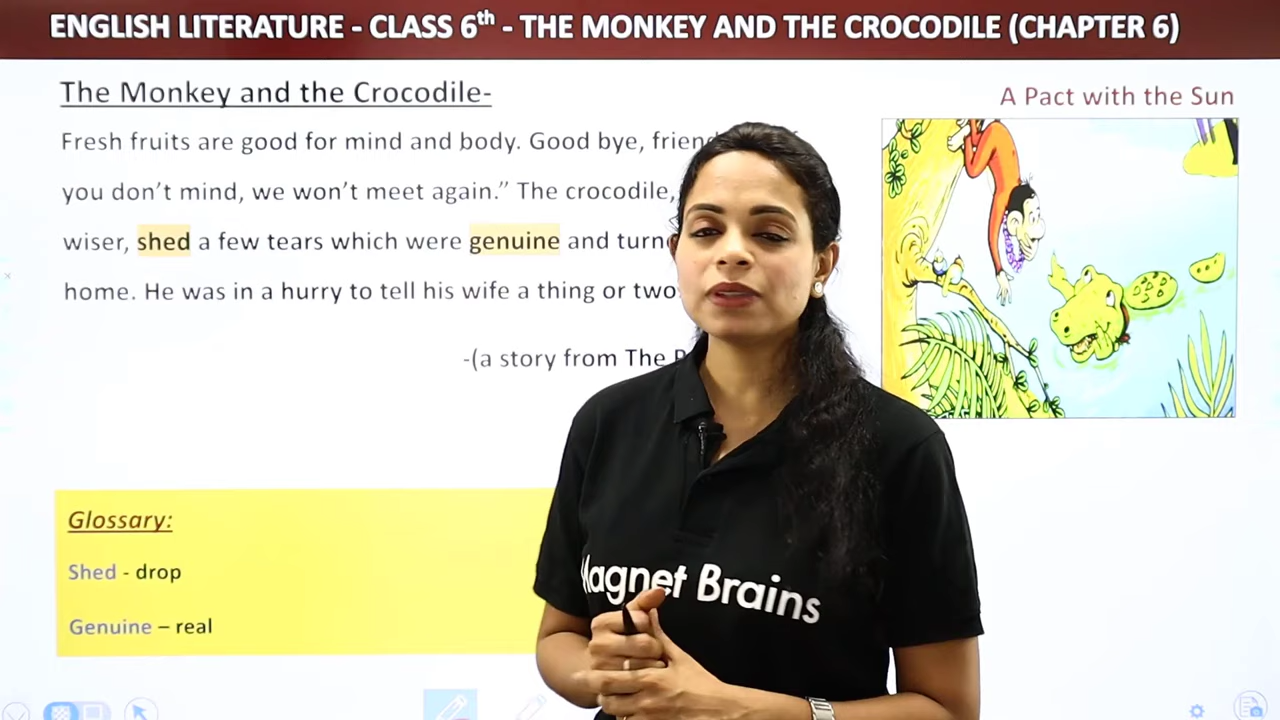 ENGLISH LITERATURE - CLASS 6th - THE MONKEY AND THE CROCODILE (CHAPTER 6)
The Monkey and the Crocodile-
A Pact with the Sun
Fresh fruits are good for mind and body. Good bye, friend
you don’t mind, we won’t meet again.” The crocodile,
wiser, shed a few tears which were genuine and
home. He was in a hurry to tell his wife a thing or two
-(a story from The
Glossary:
Shed - drop
Genuine – real
Magnet Brains